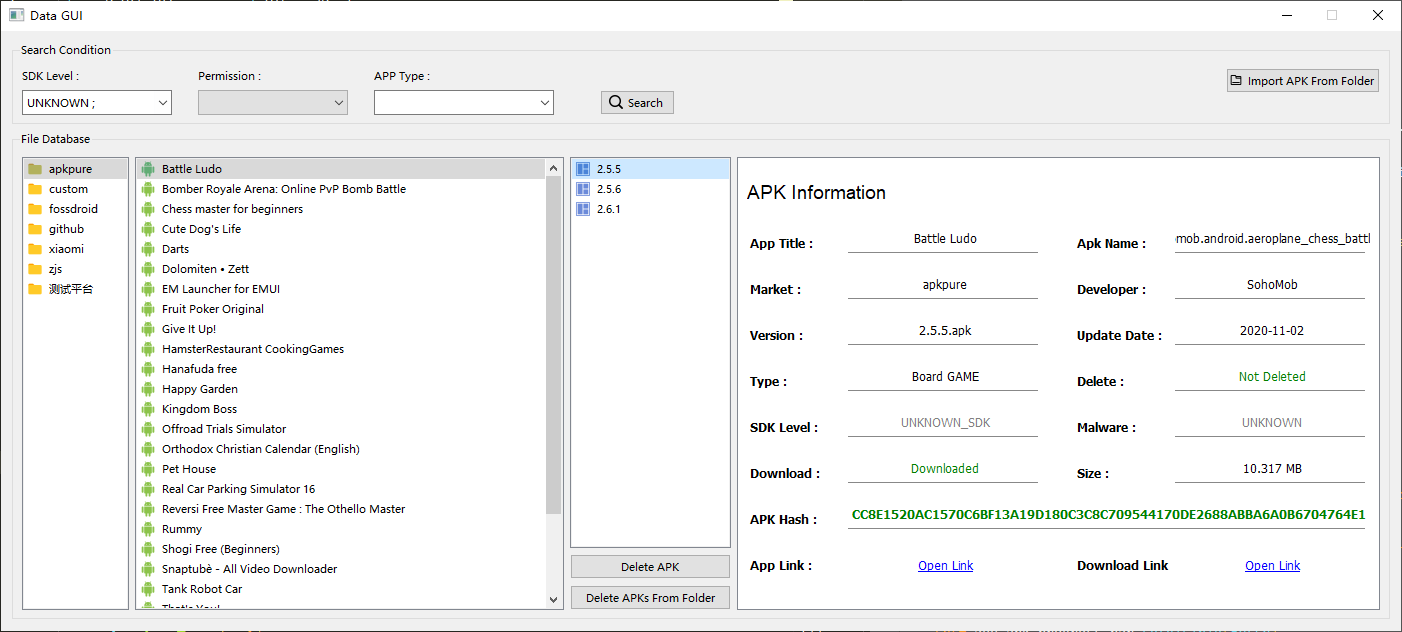 Data GUI
Search Condition
SDK Level :
Permission :
APP Type :
UNKNOWN ;
Search
Import APK From Folder
File Database
apkpure
custom
fossdroid
github
xiaomi
zjs
测试平台
Battle Ludo
Bomber Royale Arena: Online PvP Bomb Battle
Chess master for beginners
Cute Dog's Life
Darts
Dolomiten • Zett
EM Launcher for EMUI
Fruit Poker Original
Give It Up!
HamsterRestaurant CookingGames
Hanafuda free
Happy Garden
Kingdom Boss
Offroad Trials Simulator
Orthodox Christian Calendar (English)
Pet House
Real Car Parking Simulator 16
Reversi Free Master Game : The Othello Master
Rummy
Shogi Free (Beginners)
Snaptubè - All Video Downloader
Tank Robot Car
That's You!
2.5.5
2.5.6
2.6.1
Delete APK
Delete APKs From Folder
APK Information
App Title : Battle Ludo Apk Name : omob.android.aeroplane_chess_battl
Market : apkpure Developer : SohoMob
Version : 2.5.5.apk Update Date : 2020-11-02
Type : Board GAME Delete : Not Deleted
SDK Level : UNKNOWN_SDK Malware : UNKNOWN
Download : Downloaded Size : 10.317 MB
APK Hash : CC8E1520AC1570C6BF13A19D180C3C8C709544170DE2688ABBA6A0B6704764E1
App Link : Open Link Download Link Open Link